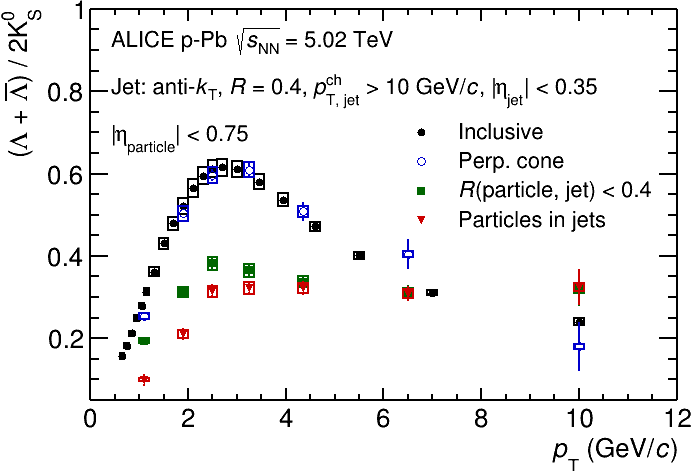 (Λ + Λ̅) / 2K⁰_S
1
0.8
0.6
0.4
0.2
ALICE p-Pb √s_NN = 5.02 TeV
Jet: anti-k_T, R = 0.4, p^ch_T, jet > 10 GeV/c, |η_jet| < 0.35
|η_particle| < 0.75
Inclusive
Perp. cone
R(particle, jet) < 0.4
Particles in jets
0 2 4 6 8 10 12
p_T (GeV/c)